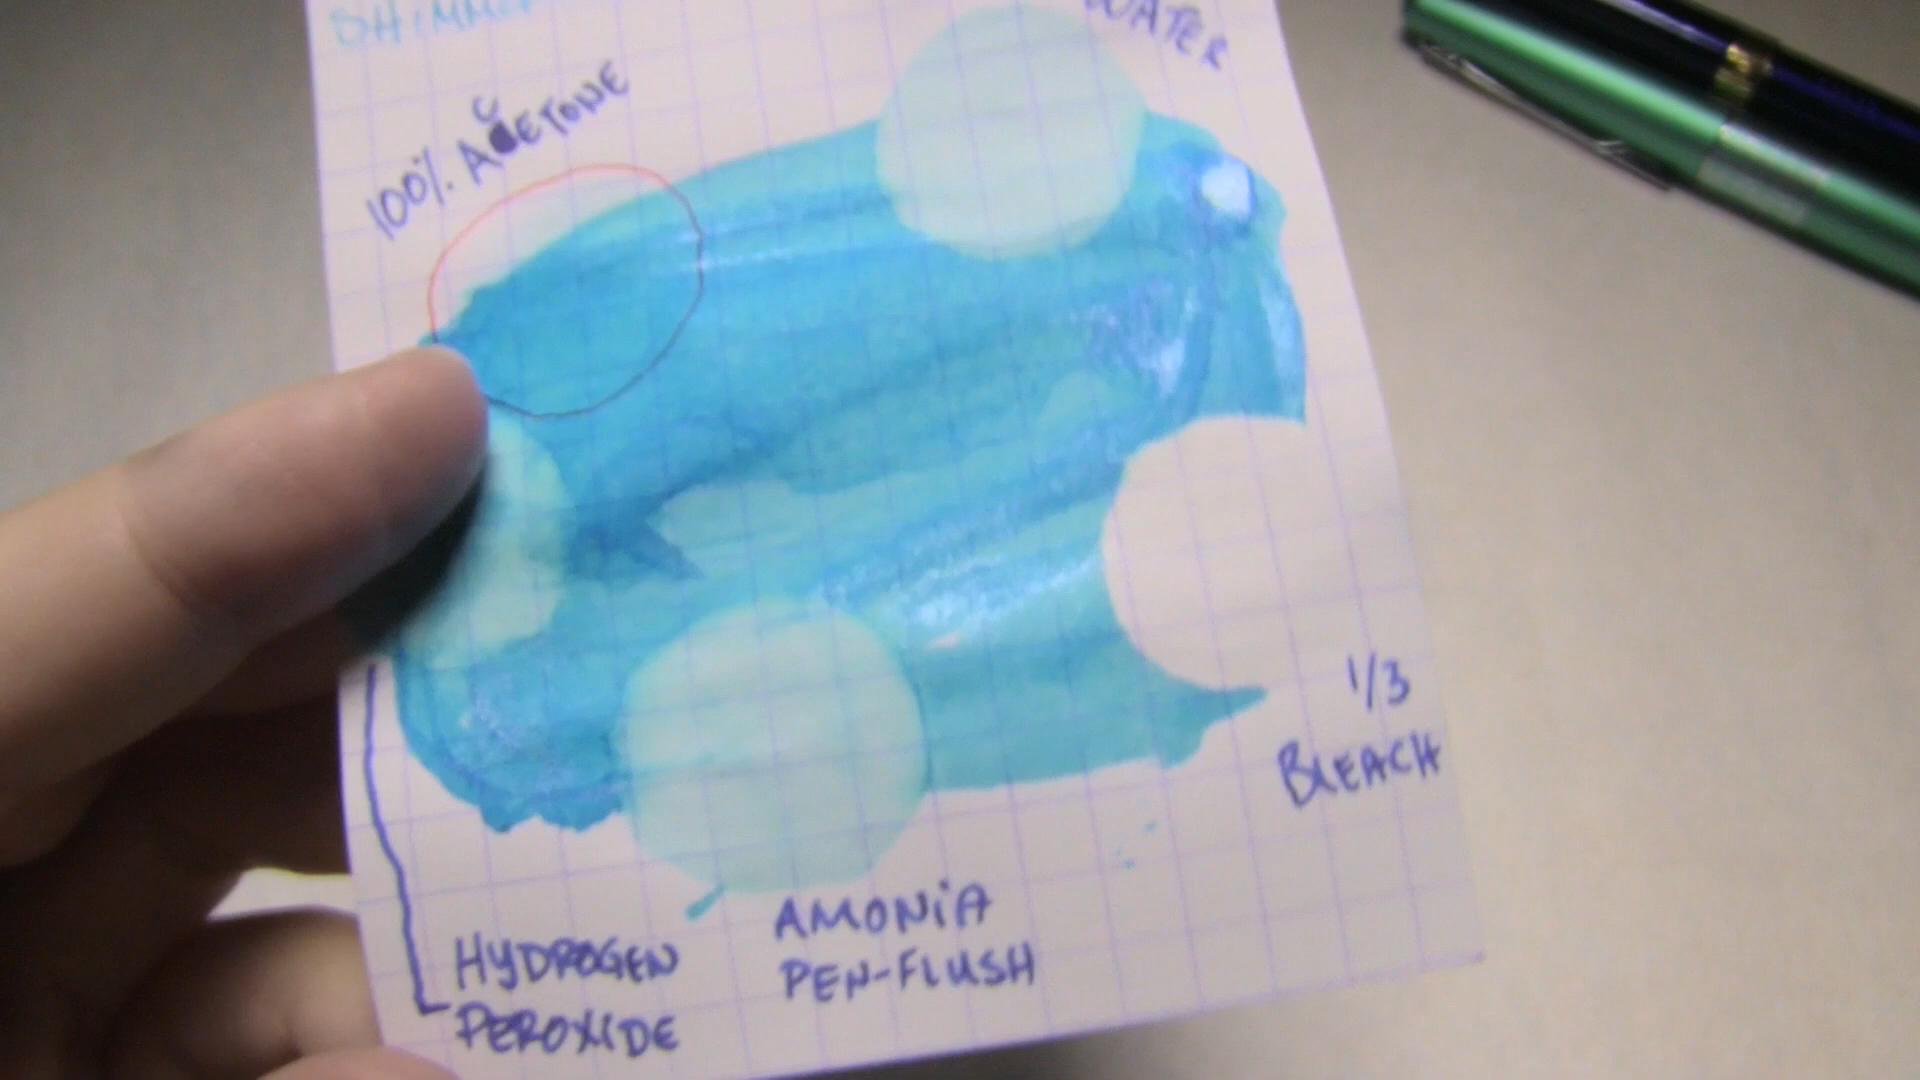 WATER
100% ACETONE
1/3
BLEACH
AMONIA
PEN-FLUSH
HYDROGEN
PEROXIDE